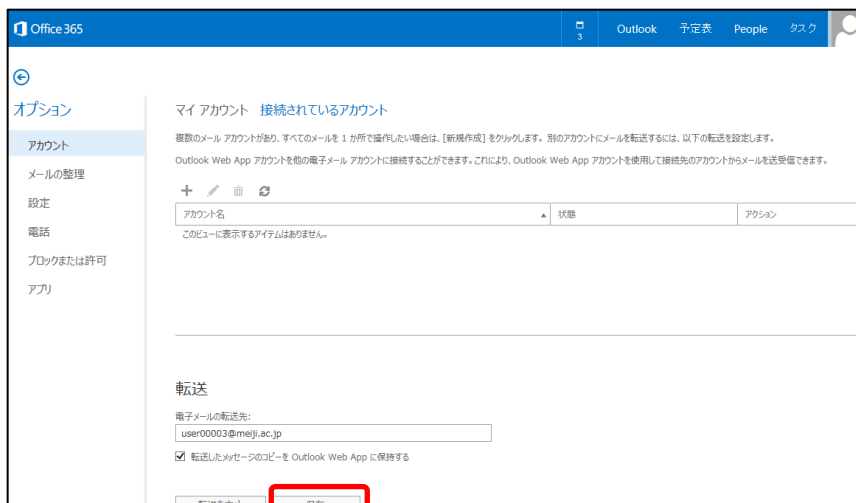 Office 365
3
Outlook 予定表 People タスク
オプション
アカウント
メールの整理
設定
電話
ブロックまたは許可
アプリ
マイ アカウント 接続されているアカウント
複数のメール アカウントがあり、すべてのメールを 1 か所で操作したい場合は、[新規作成] をクリックします。別のアカウントにメールを転送するには、以下の転送を設定します。
Outlook Web App アカウントを他の電子メール アカウントに接続することができます。これにより、Outlook Web App アカウントを使用して接続先のアカウントからメールを送受信できます。
アカウント名 状態 アクション
このビューに表示するアイテムはありません。
転送
電子メールの転送先:
user00003@meiji.ac.jp
転送したメッセージのコピーを Outlook Web App に保持する